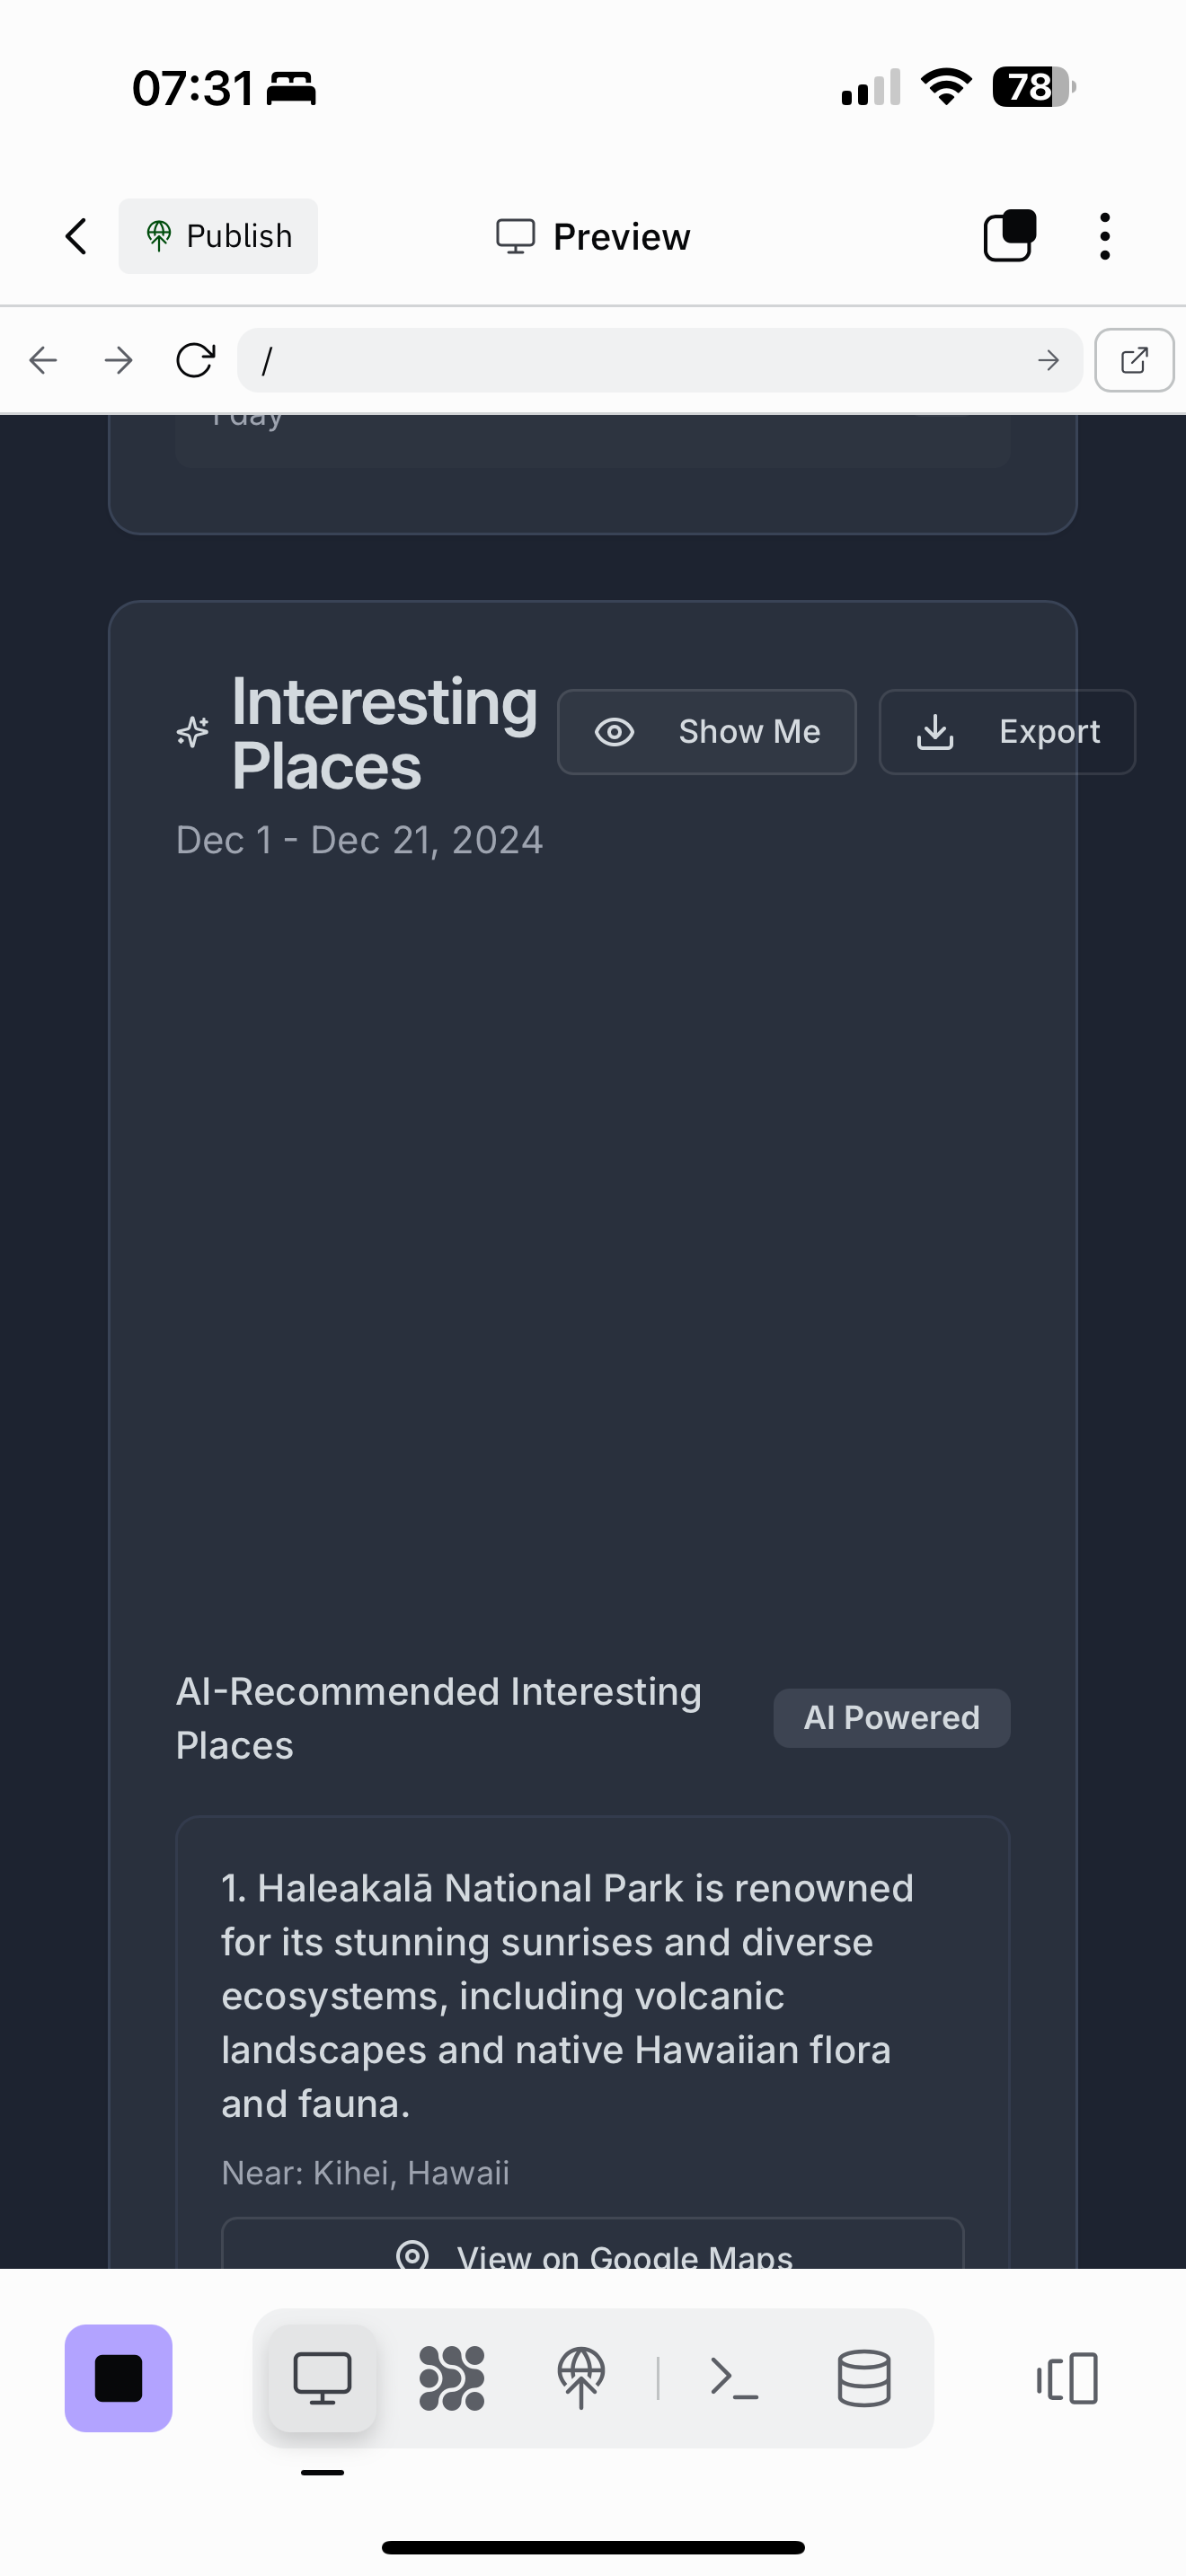 07:31
78
Publish
Preview
/
1 day
Interesting
Places
Show Me
Export
Dec 1 - Dec 21, 2024
AI-Recommended Interesting
Places
AI Powered
1. Haleakalā National Park is renowned
for its stunning sunrises and diverse
ecosystems, including volcanic
landscapes and native Hawaiian flora
and fauna.
Near: Kihei, Hawaii
View on Google Maps